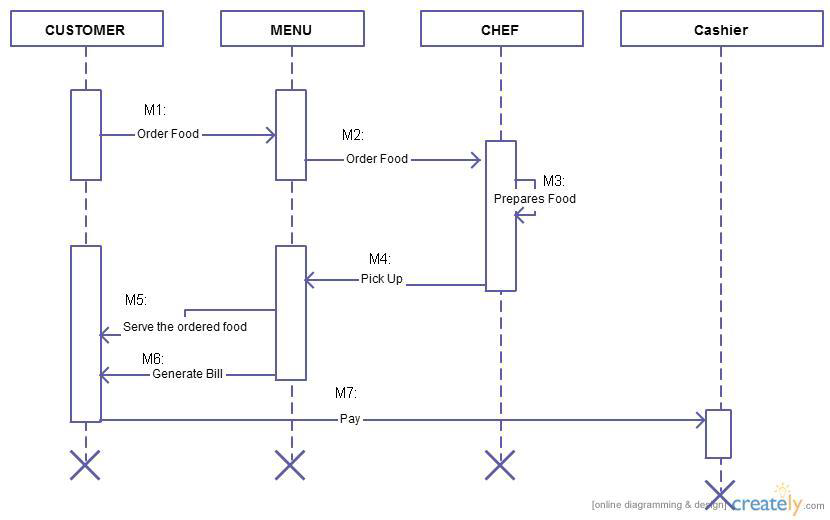 CUSTOMER
MENU
CHEF
Cashier
M1:
Order Food
M2:
Order Food
M3:
Prepares Food
M4:
Pick Up
M5:
Serve the ordered food
M6:
Generate Bill
M7:
Pay
[online diagramming & design]
creately.com